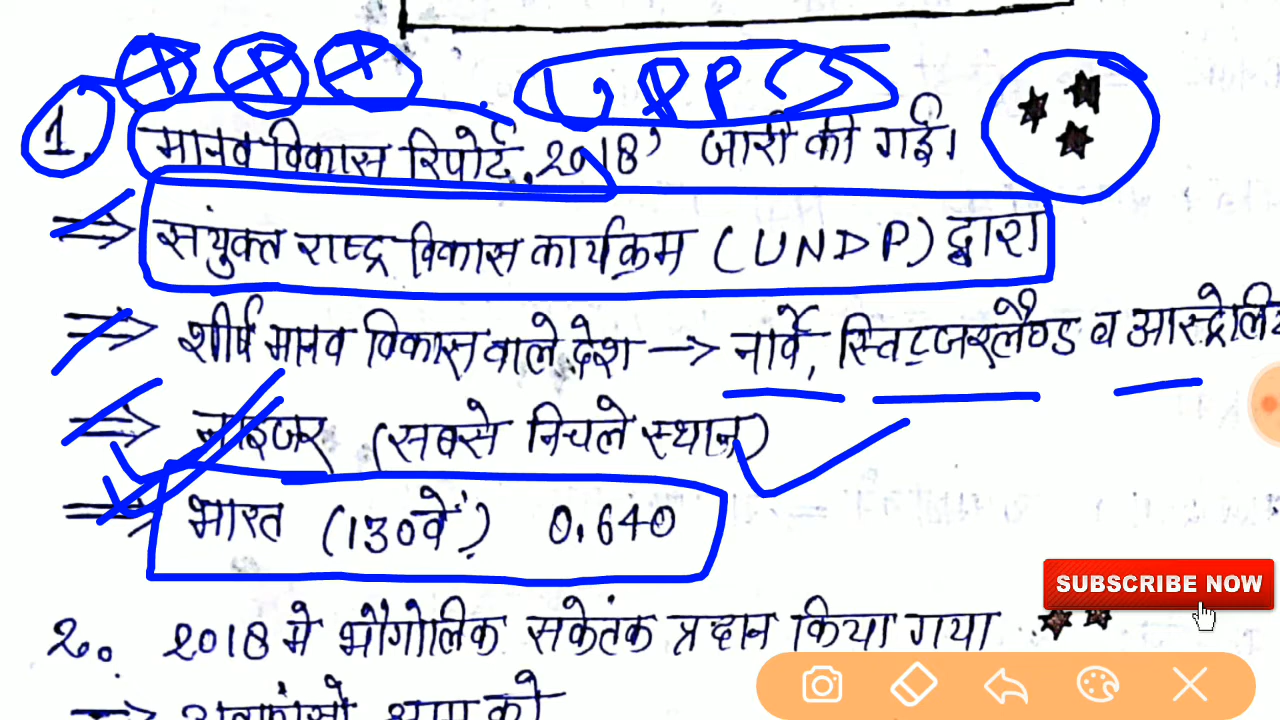 UPPCS
1. मानव विकास रिपोर्ट, 2018' जारी की गई।
⇒ संयुक्त राष्ट्र विकास कार्यक्रम (UNDP) द्वारा
⇒ शीर्ष मानव विकास वाले देश → नार्वे, स्विट्जरलैण्ड व
⇒ नाइजर (सबसे निचले स्थान)
⇒ भारत (130वें) 0.640
SUBSCRIBE NOW
2. 2018 मे भौगोलिक संकेतक प्रदान किया गया